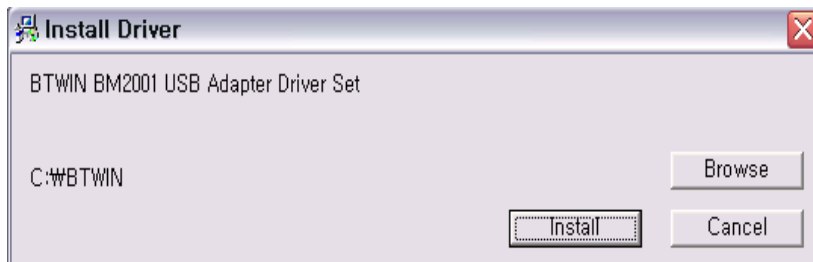 Install Driver
BTWIN BM2001 USB Adapter Driver Set
C:₩BTWIN
Browse
Install
Cancel